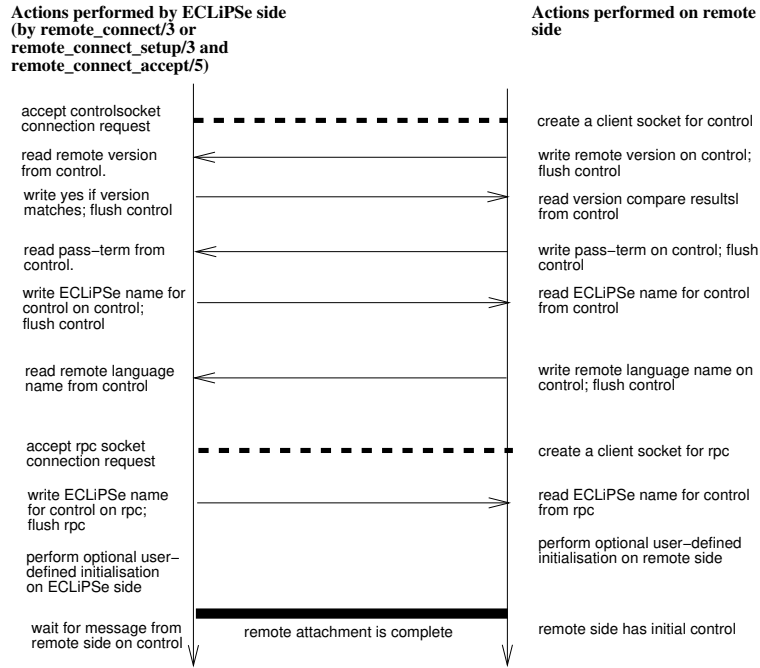 Actions performed by ECLiPSe side
(by remote_connect/3 or
remote_connect_setup/3 and
remote_connect_accept/5)
Actions performed on remote
side
accept controlsocket
connection request
create a client socket for control
read remote version
from control.
write remote version on control;
flush control
write yes if version
matches; flush control
read version compare resultsl
from control
read pass−term from
control.
write pass−term on control; flush
control
write ECLiPSe name for
control on control;
flush control
read ECLiPSe name for control
from control
read remote language
name from control
write remote language name on
control; flush control
accept rpc socket
connection request
create a client socket for rpc
write ECLiPSe name
for control on rpc;
flush rpc
read ECLiPSe name for control
from rpc
perform optional user−
defined initialisation
on ECLiPSe side
perform optional user−defined
initialisation on remote side
wait for message from
remote side on control
remote attachment is complete
remote side has initial control